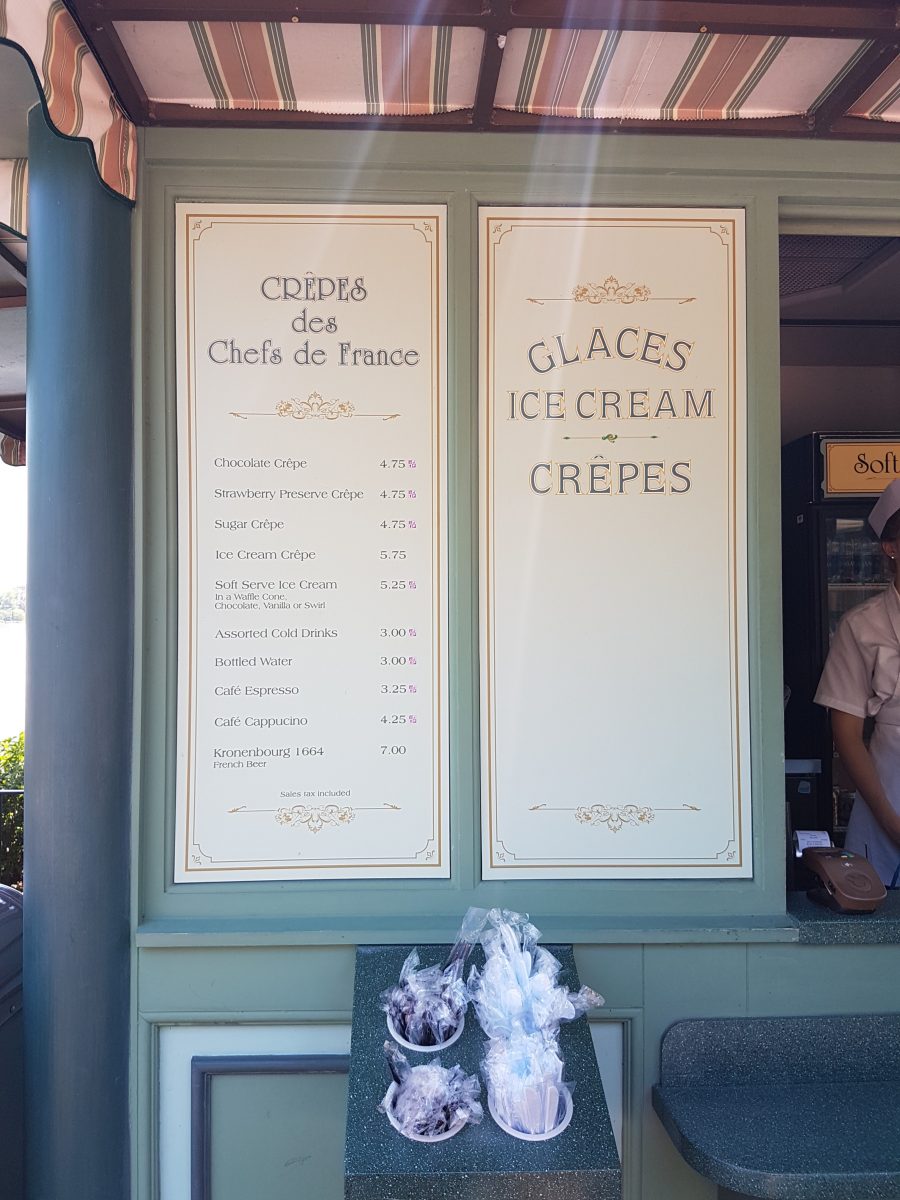 CRÊPES
des
Chefs de France
Chocolate Crêpe 4.75
Strawberry Preserve Crêpe 4.75
Sugar Crêpe 4.75
Ice Cream Crêpe 5.75
Soft Serve Ice Cream 5.25
In a Waffle Cone,
Chocolate, Vanilla or Swirl
Assorted Cold Drinks 3.00
Bottled Water 3.00
Café Espresso 3.25
Café Cappucino 4.25
Kronenbourg 1664 7.00
French Beer
Sales tax included
GLACES
ICE CREAM
CRÊPES
Soft